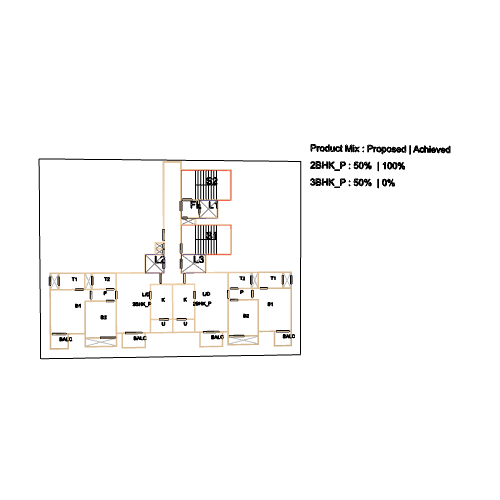 Product Mix : Proposed | Achieved
2BHK_P : 50% | 100%
3BHK_P : 50% | 0%
S2
FL L1
S1
L2 L3
T1 T2 T2 T1
P L/D L/D P
B1 2BHK_P K K 2BHK_P B1
B2 B2
U U
BALC BALC BALC BALC